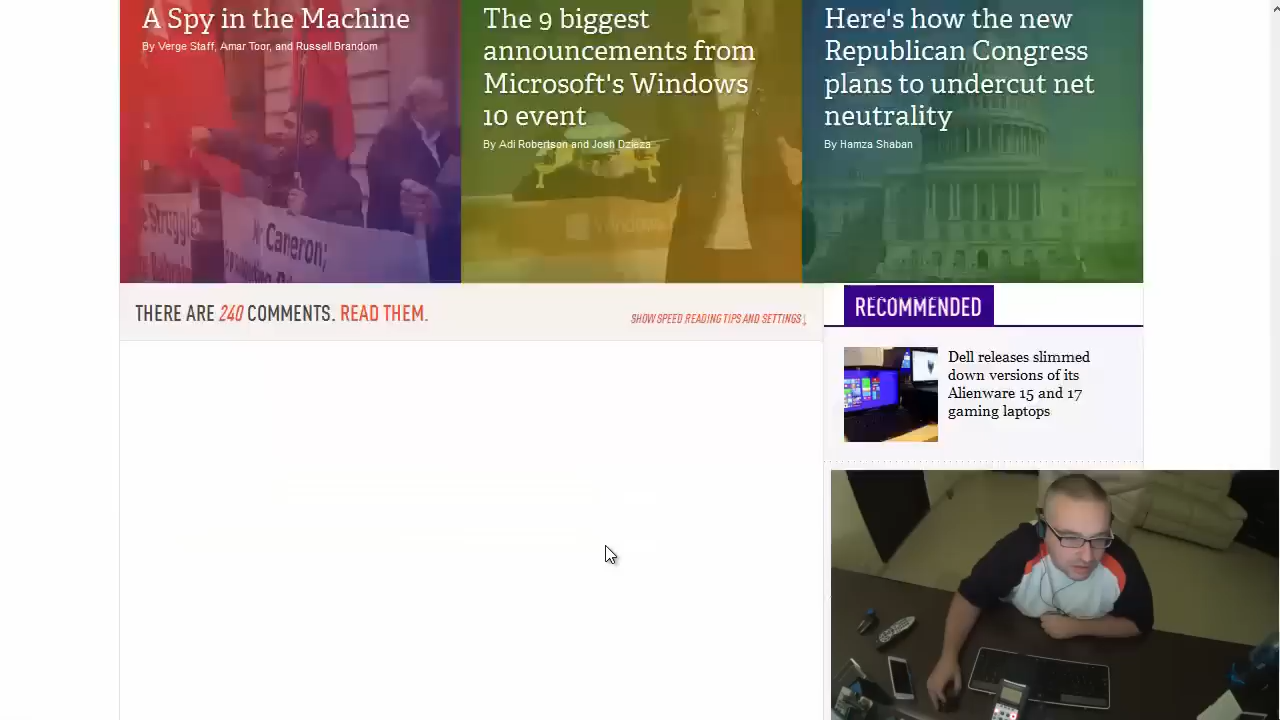 A Spy in the Machine
By Verge Staff, Amar Toor, and Russell Brandom
The 9 biggest
announcements from
Microsoft's Windows
10 event
By Adi Robertson and Josh Dzieza
Here's how the new
Republican Congress
plans to undercut net
neutrality
By Hamza Shaban
Struggle
Mr Cameron;
THERE ARE 240 COMMENTS. READ THEM.
SHOW SPEED READING TIPS AND SETTINGS ↓
RECOMMENDED
Dell releases slimmed
down versions of its
Alienware 15 and 17
gaming laptops